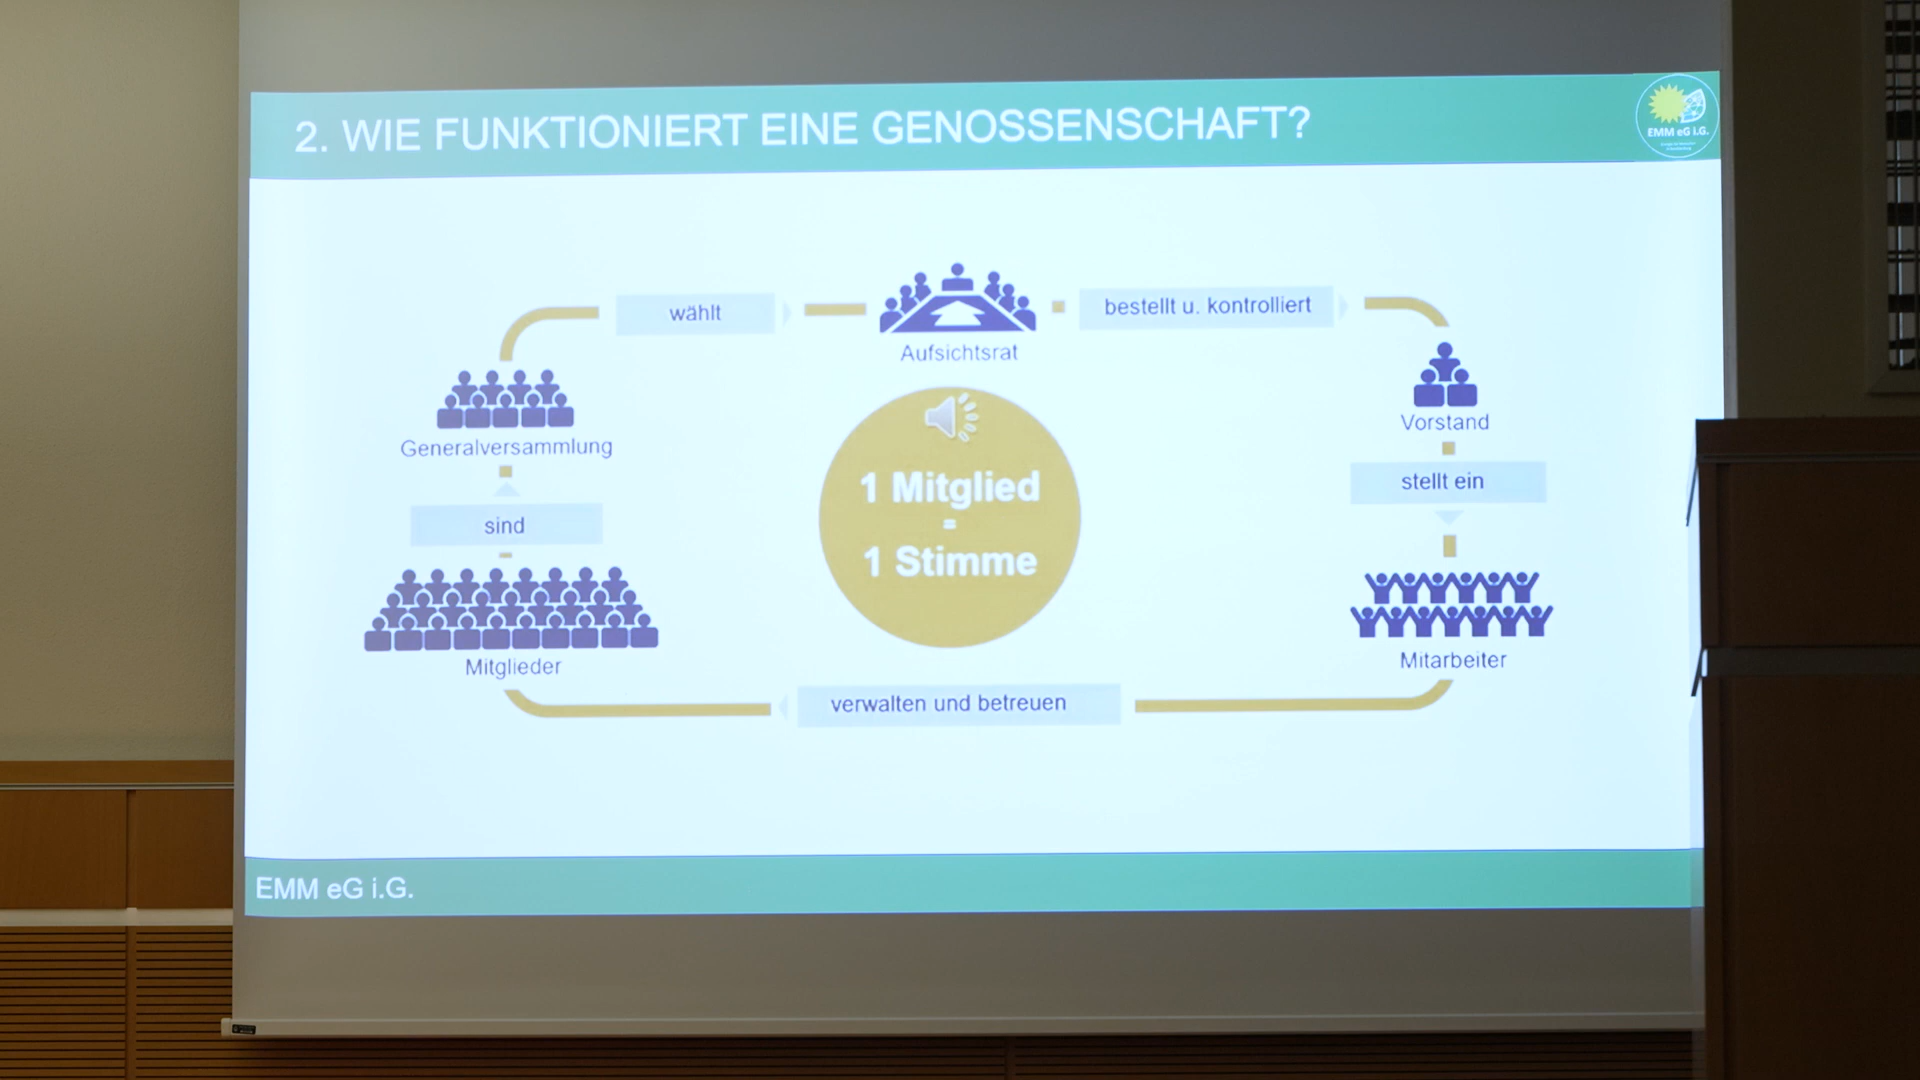 2. WIE FUNKTIONIERT EINE GENOSSENSCHAFT?
EMM eG i.G.
wählt
Aufsichtsrat
bestellt u. kontrolliert
Generalversammlung
Vorstand
sind
stellt ein
1 Mitglied
=
1 Stimme
Mitglieder
Mitarbeiter
verwalten und betreuen
EMM eG i.G.